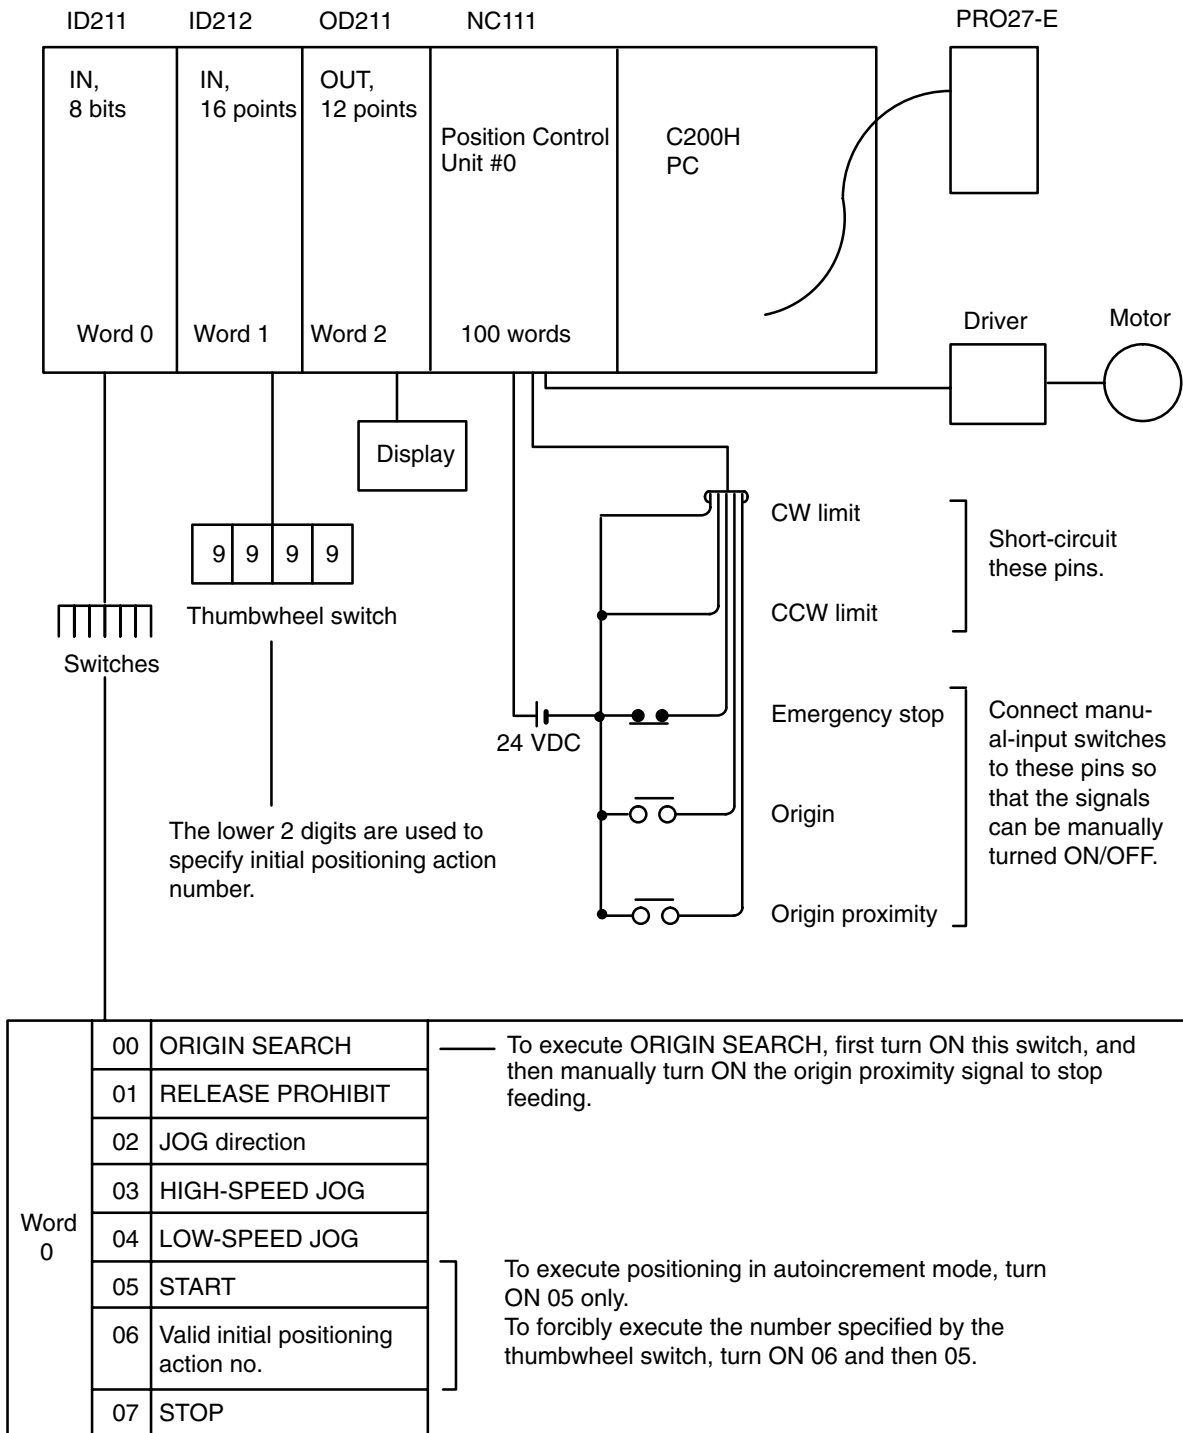 ID211 ID212 OD211 NC111 PRO27-E
IN,
8 bits
IN,
16 points
OUT,
12 points
Position Control
Unit #0
C200H
PC
Word 0 Word 1 Word 2 100 words
Driver Motor
Display
9 9 9 9
Thumbwheel switch
Switches
CW limit
CCW limit
Short-circuit
these pins.
24 VDC
Emergency stop
Origin
Origin proximity
Connect manu-
al-input switches
to these pins so
that the signals
can be manually
turned ON/OFF.
The lower 2 digits are used to
specify initial positioning action
number.
Word
0
00 ORIGIN SEARCH
To execute ORIGIN SEARCH, first turn ON this switch, and
then manually turn ON the origin proximity signal to stop
feeding.
01 RELEASE PROHIBIT
02 JOG direction
03 HIGH-SPEED JOG
04 LOW-SPEED JOG
05 START
06 Valid initial positioning
action no.
To execute positioning in autoincrement mode, turn
ON 05 only.
To forcibly execute the number specified by the
thumbwheel switch, turn ON 06 and then 05.
07 STOP